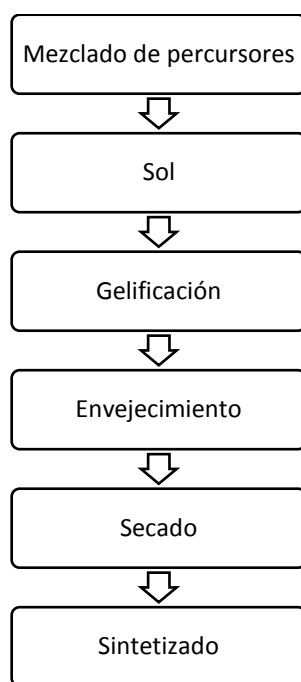 Mezclado de percursores
Sol
Gelificación
Envejecimiento
Secado
Sintetizado